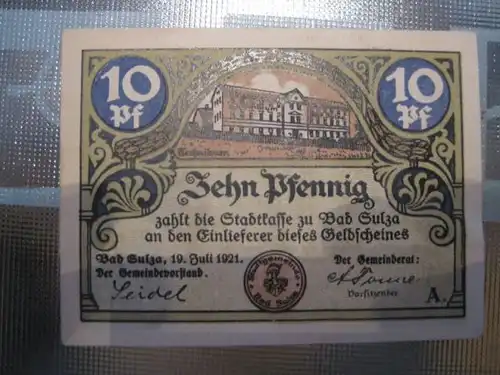 10 Pf
10 Pf
Zehn Pfennig
zahlt die Stadtkasse zu Bad Sulza
an den Einlieferer dieses Geldscheines
Bad Sulza, 19. Juli 1921.
Der Gemeindevorstand.
Seidel
Der Gemeinderat:
Vorsitzender
A.